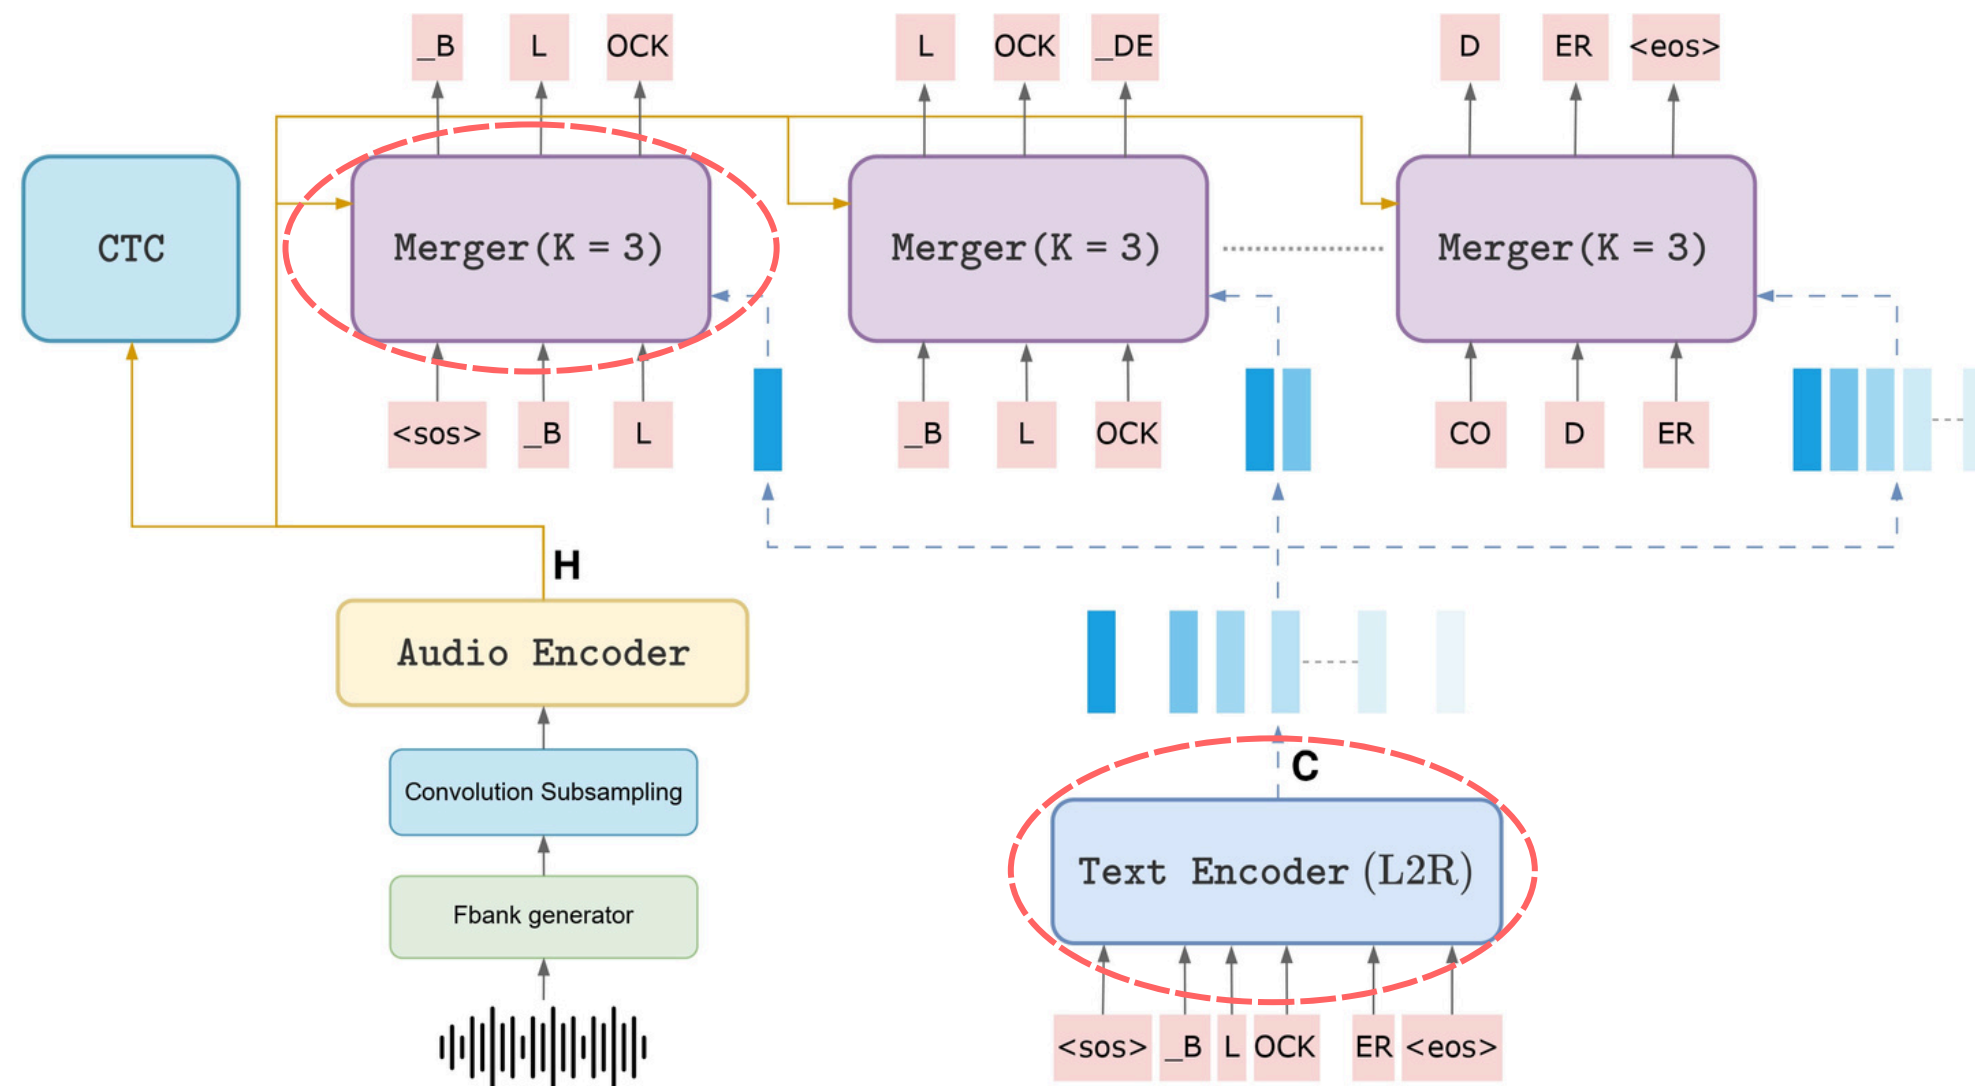 _B L OCK L OCK _DE D ER <eos>
CTC Merger(K = 3) Merger(K = 3) Merger(K = 3)
<sos> _B L _B L OCK CO D ER
H
Audio Encoder
C
Convolution Subsampling
Text Encoder (L2R)
Fbank generator
<sos> _B L OCK ER <eos>